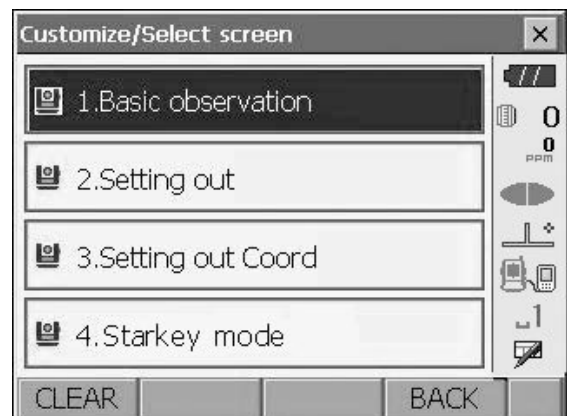 Customize/Select screen
1.Basic observation
2.Setting out
3.Setting out Coord
4.Starkey mode
0
0
PPM
1
CLEAR
BACK